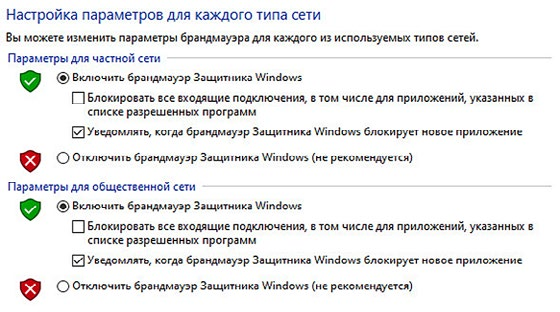 Настройка параметров для каждого типа сети
Вы можете изменить параметры брандмауэра для каждого из используемых типов сетей.
Параметры для частной сети
Включить брандмауэр Защитника Windows
Блокировать все входящие подключения, в том числе для приложений, указанных в
списке разрешенных программ
Уведомлять, когда брандмауэр Защитника Windows блокирует новое приложение
Отключить брандмауэр Защитника Windows (не рекомендуется)
Параметры для общественной сети
Включить брандмауэр Защитника Windows
Блокировать все входящие подключения, в том числе для приложений, указанных в
списке разрешенных программ
Уведомлять, когда брандмауэр Защитника Windows блокирует новое приложение
Отключить брандмауэр Защитника Windows (не рекомендуется)